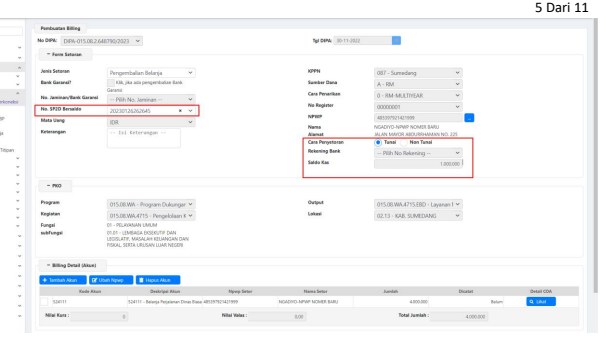 5 Dari 11
Pembuatan Billing
No DIPA: DIPA-015.08.2.648790/2023
Tgl DIPA: 30-11-2022
Form Setoran
Jenis Setoran Pengembalian Belanja
Bank Garansi? Klik, jika ada pengembalian Bank Garansi
No. Jaminan/Bank Garansi -- Pilih No. Jaminan --
No. SP2D Bersaldo 20230126262645 ×
Mata Uang IDR
Keterangan -- Isi Keterangan --
KPPN 087 - Sumedang
Sumber Dana A - RM
Cara Penarikan 0 - RM-MULTIYEAR
No Register 00000001
NPWP 485397921421999
Nama NGADIYO-NPWP NOMER BARU
Alamat JALAN MAYOR ABDURRAHMAN NO. 225
Cara Penyetoran Tunai Non Tunai
Rekening Bank -- Pilih No Rekening --
Saldo Kas 1.000.000
PKO
Program 015.08.WA - Program Dukungar
Kegiatan 015.08.WA.4715 - Pengelolaan K
Fungsi 01 - PELAYANAN UMUM
subfungsi 01.01 - LEMBAGA EKSEKUTIF DAN
LEGISLATIF, MASALAH KEUANGAN DAN
FISKAL, SERTA URUSAN LUAR NEGERI
Output 015.08.WA.4715.EBD - Layanan
Lokasi 02.13 - KAB. SUMEDANG
Billing Detail (Akun)
+ Tambah Akun Ubah Npwp Hapus Akun
Kode Akun Deskripsi Akun Npwp Setor Nama Setor Jumlah Dicatat Detail COA
524111 524111 - Belanja Perjalanan Dinas Biasa 485397921421999 NGADIYO-NPWP NOMER BARU 4.000.000 Belum Lihat
Nilai Kurs : 0 Nilai Valas : 0,00 Total Jumlah : 4.000.000